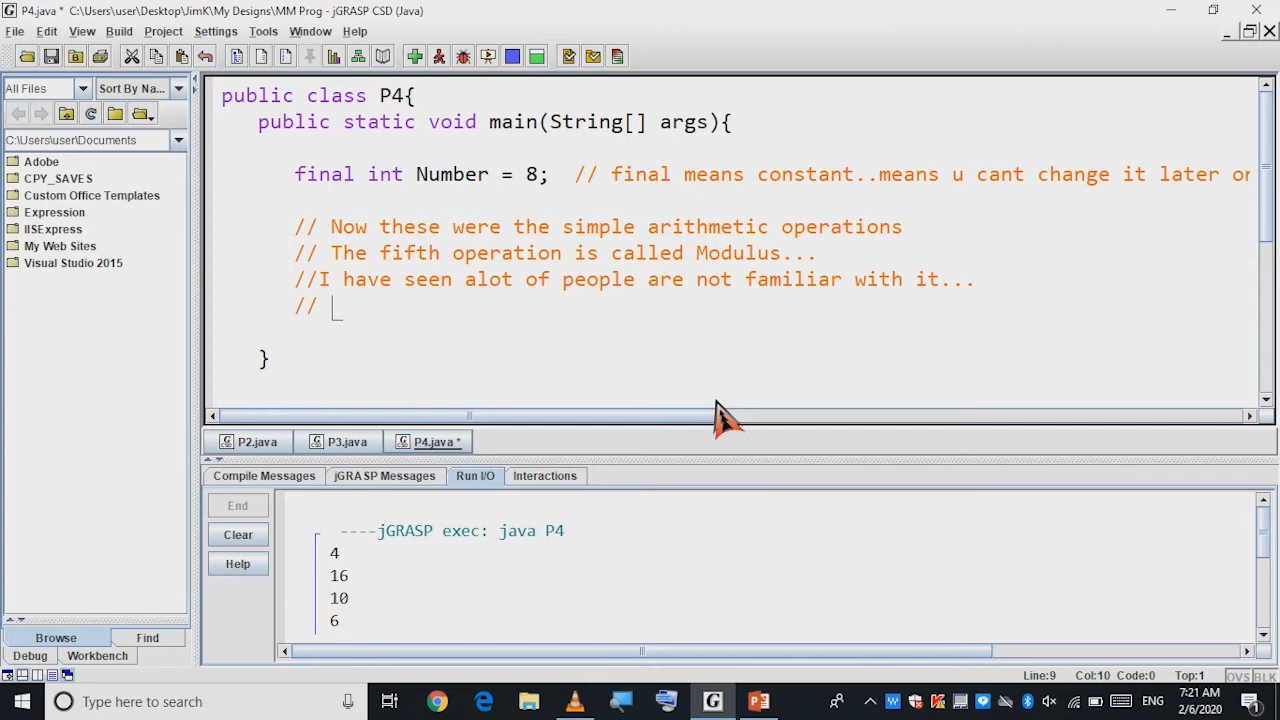 P4.java * C:\Users\user\Desktop\JimK\My Designs\MM Prog - jGRASP CSD (Java)
File Edit View Build Project Settings Tools Window Help
All Files Sort By Na...
C:\Users\user\Documents
Adobe
CPY_SAVES
Custom Office Templates
Expression
IISExpress
My Web Sites
Visual Studio 2015
Browse Find
Debug Workbench
public class P4{
public static void main(String[] args){
final int Number = 8; // final means constant..means u cant change it later on
// Now these were the simple arithmetic operations
// The fifth operation is called Modulus...
//I have seen alot of people are not familiar with it...
//
}
P2.java P3.java P4.java *
Compile Messages jGRASP Messages Run I/O Interactions
End
Clear
Help
----jGRASP exec: java P4
4
16
10
6
Line:9 Col:10 Code:0 Top:1 OVS BLK
Type here to search
ENG
7:21 AM
2/6/2020
1